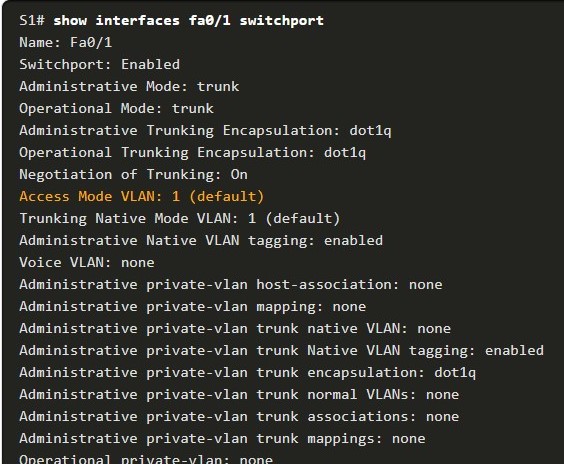 S1# show interfaces fa0/1 switchport
Name: Fa0/1
Switchport: Enabled
Administrative Mode: trunk
Operational Mode: trunk
Administrative Trunking Encapsulation: dot1q
Operational Trunking Encapsulation: dot1q
Negotiation of Trunking: On
Access Mode VLAN: 1 (default)
Trunking Native Mode VLAN: 1 (default)
Administrative Native VLAN tagging: enabled
Voice VLAN: none
Administrative private-vlan host-association: none
Administrative private-vlan mapping: none
Administrative private-vlan trunk native VLAN: none
Administrative private-vlan trunk Native VLAN tagging: enabled
Administrative private-vlan trunk encapsulation: dot1q
Administrative private-vlan trunk normal VLANs: none
Administrative private-vlan trunk associations: none
Administrative private-vlan trunk mappings: none
Operational private-vlan: none